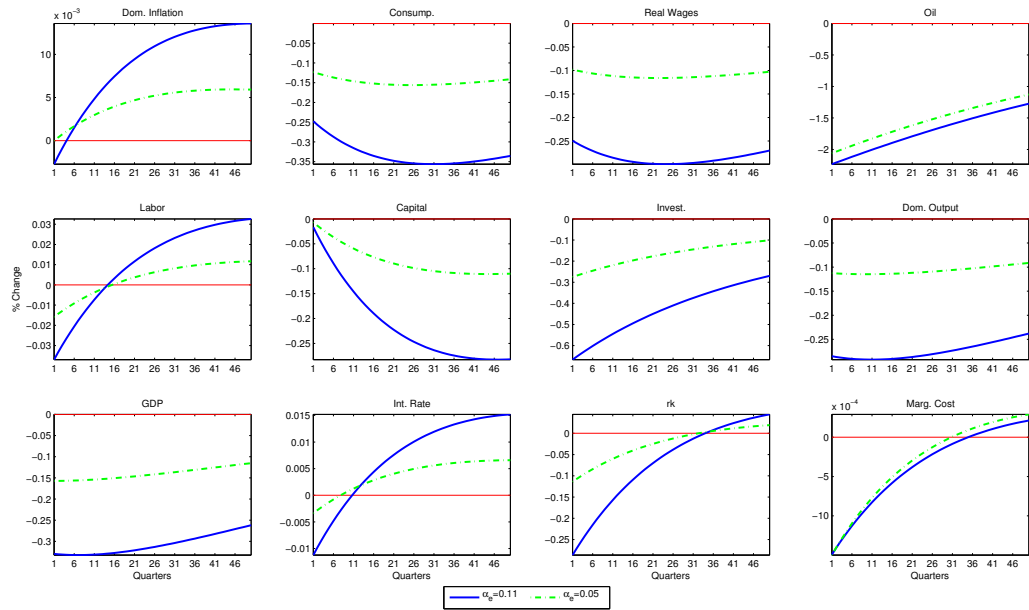 Dom. Inflation
x 10⁻³
10
5
0
1 6 11 16 21 26 31 36 41 46
Consump.
−0.05
−0.1
−0.15
−0.2
−0.25
−0.3
−0.35
1 6 11 16 21 26 31 36 41 46
Real Wages
0
−0.05
−0.1
−0.15
−0.2
−0.25
1 6 11 16 21 26 31 36 41 46
Oil
0
−0.5
−1
−1.5
−2
1 6 11 16 21 26 31 36 41 46
Labor
% Change
0.03
0.02
0.01
0
−0.01
−0.02
−0.03
1 6 11 16 21 26 31 36 41 46
Capital
0
−0.05
−0.1
−0.15
−0.2
−0.25
1 6 11 16 21 26 31 36 41 46
Invest.
0
−0.1
−0.2
−0.3
−0.4
−0.5
−0.6
1 6 11 16 21 26 31 36 41 46
Dom. Output
0
−0.05
−0.1
−0.15
−0.2
−0.25
1 6 11 16 21 26 31 36 41 46
GDP
0
−0.05
−0.1
−0.15
−0.2
−0.25
−0.3
1 6 11 16 21 26 31 36 41 46
Quarters
Int. Rate
0.015
0.01
0.005
0
−0.005
−0.01
1 6 11 16 21 26 31 36 41 46
Quarters
rk
0
−0.05
−0.1
−0.15
−0.2
−0.25
1 6 11 16 21 26 31 36 41 46
Quarters
Marg. Cost
x 10⁻⁴
0
−5
−10
1 6 11 16 21 26 31 36 41 46
Quarters
αₑ=0.11 αₑ=0.05